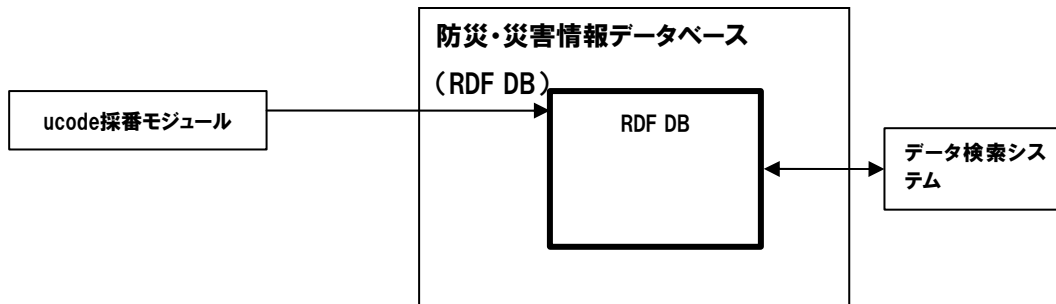 防災・災害情報データベース
（RDF DB）
ucode採番モジュール
RDF DB
データ検索シス
テム